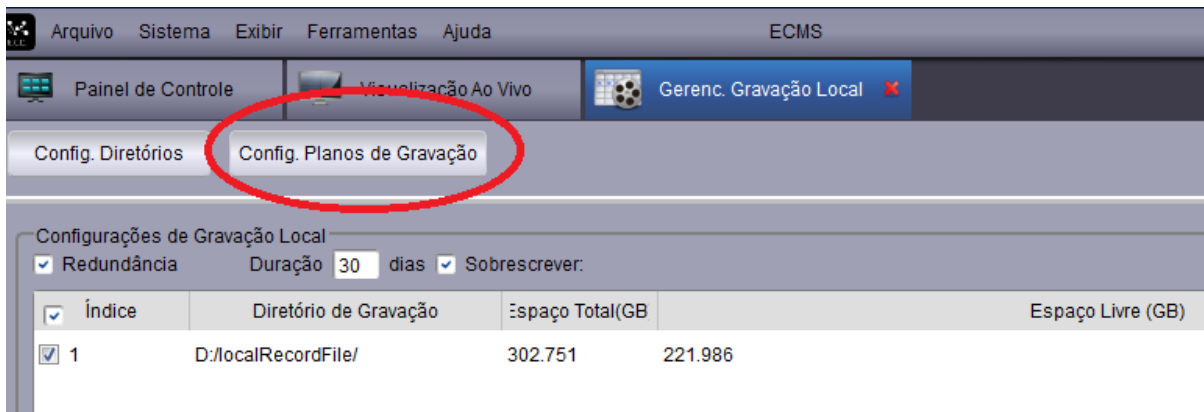 Arquivo Sistema Exibir Ferramentas Ajuda ECMS
Painel de Controle Visualização Ao Vivo Gerenc. Gravação Local
Config. Diretórios Config. Planos de Gravação
Configurações de Gravação Local
Redundância Duração 30 dias Sobrescrever:
Índice Diretório de Gravação Espaço Total(GB Espaço Livre (GB)
1 D:/localRecordFile/ 302.751 221.986